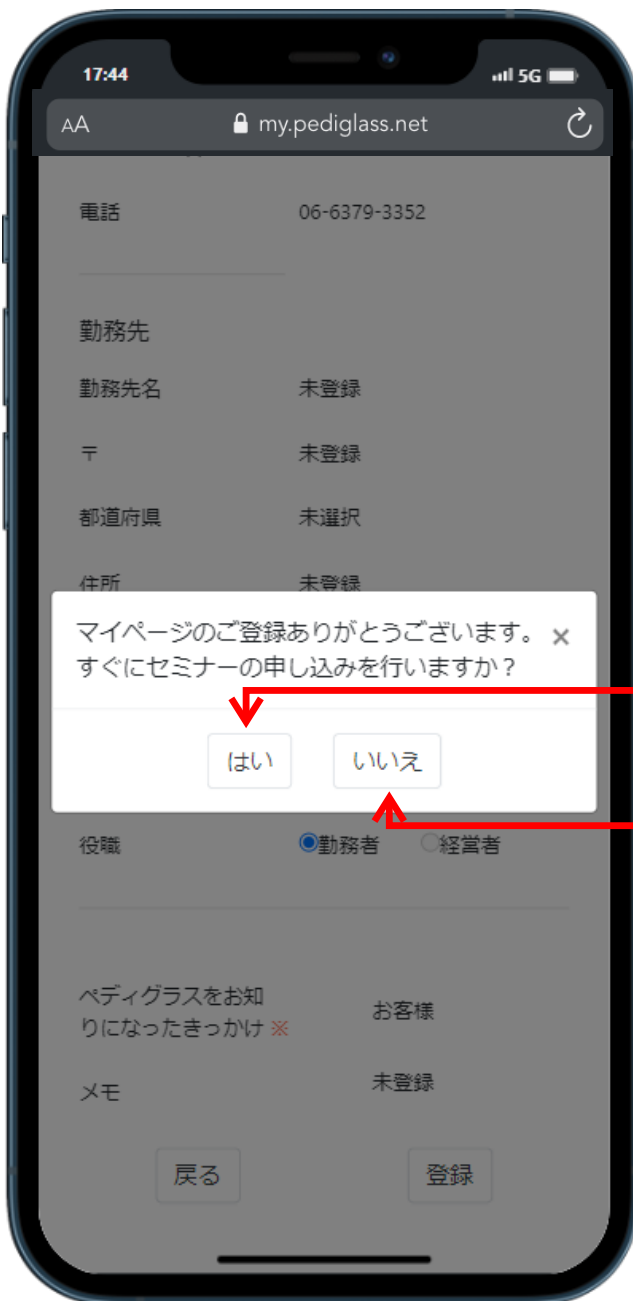 17:44
5G
AA my.pediglass.net
電話 06-6379-3352
勤務先
勤務先名 未登録
〒 未登録
都道府県 未選択
住所 未登録
マイページのご登録ありがとうございます。 ×
すぐにセミナーの申し込みを行いますか？
はい いいえ
役職 勤務者 経営者
ペディグラスをお知
りになったきっかけ ※ お客様
メモ 未登録
戻る 登録